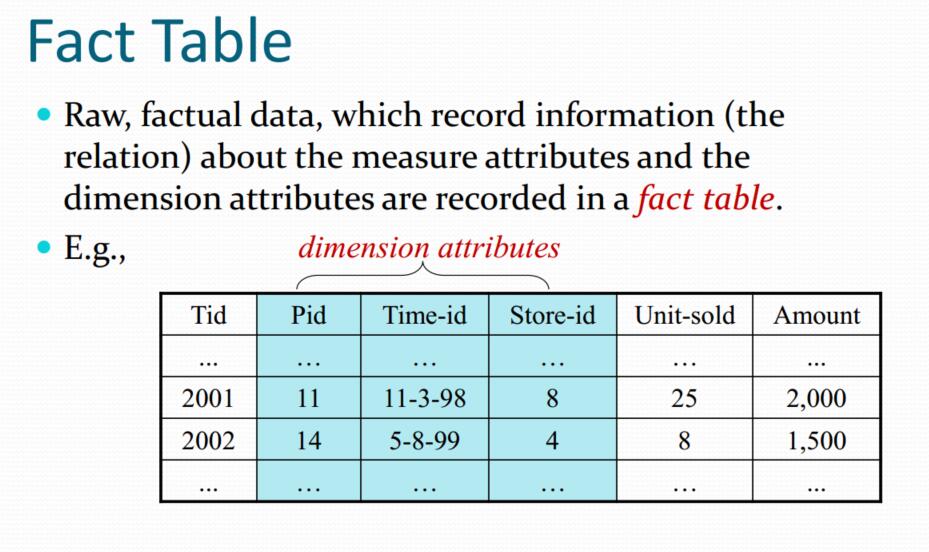 Fact Table
• Raw, factual data, which record information (the
relation) about the measure attributes and the
dimension attributes are recorded in a fact table.
• E.g.,
dimension attributes
Tid Pid Time-id Store-id Unit-sold Amount
... ... ... ... ... ...
2001 11 11-3-98 8 25 2,000
2002 14 5-8-99 4 8 1,500
... ... ... ... ... ...